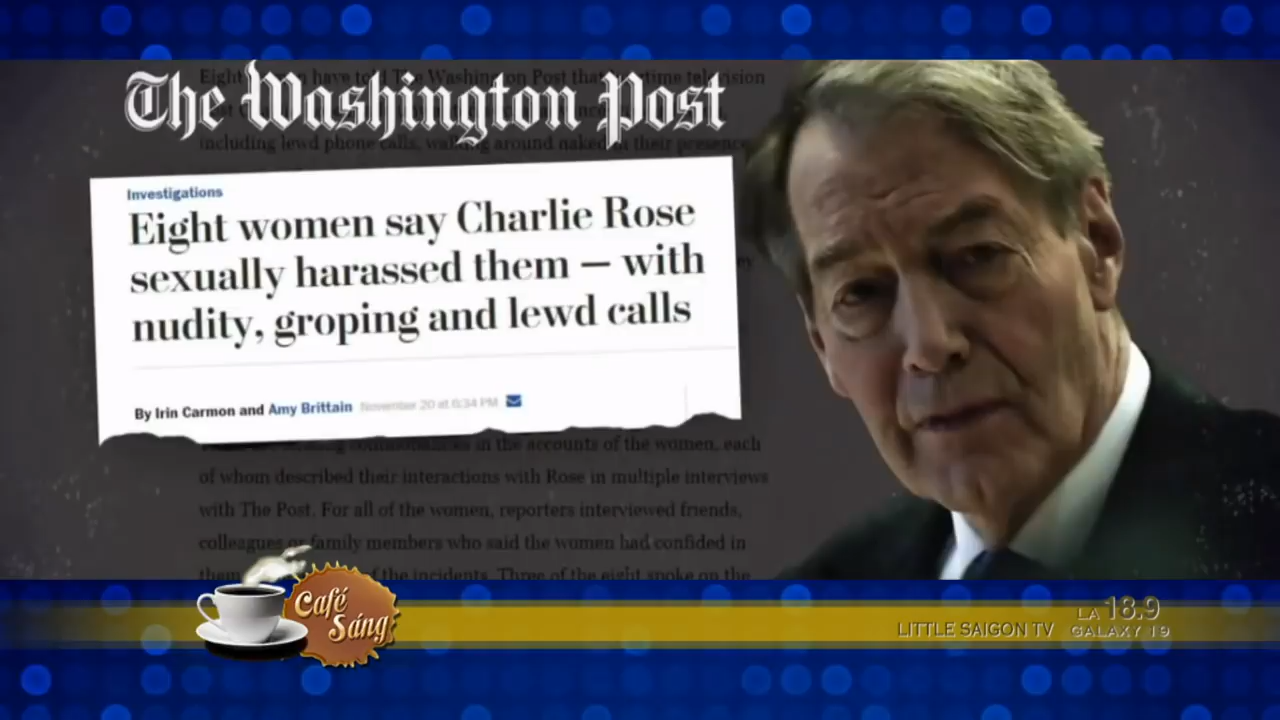 The Washington Post
Investigations
Eight women say Charlie Rose
sexually harassed them — with
nudity, groping and lewd calls
By Irin Carmon and Amy Brittain November 20 at 6:34 PM
including lewd phone calls, walking around naked in their presence
in the accounts of the women, each
of whom described their interactions with Rose in multiple interviews
with The Post. For all of the women, reporters interviewed friends,
colleagues or family members who said the women had confided in
of the incidents. Three of the eight spoke on the
Café
Sáng
LITTLE SAIGON TV
LA 18.9
GALAXY 19